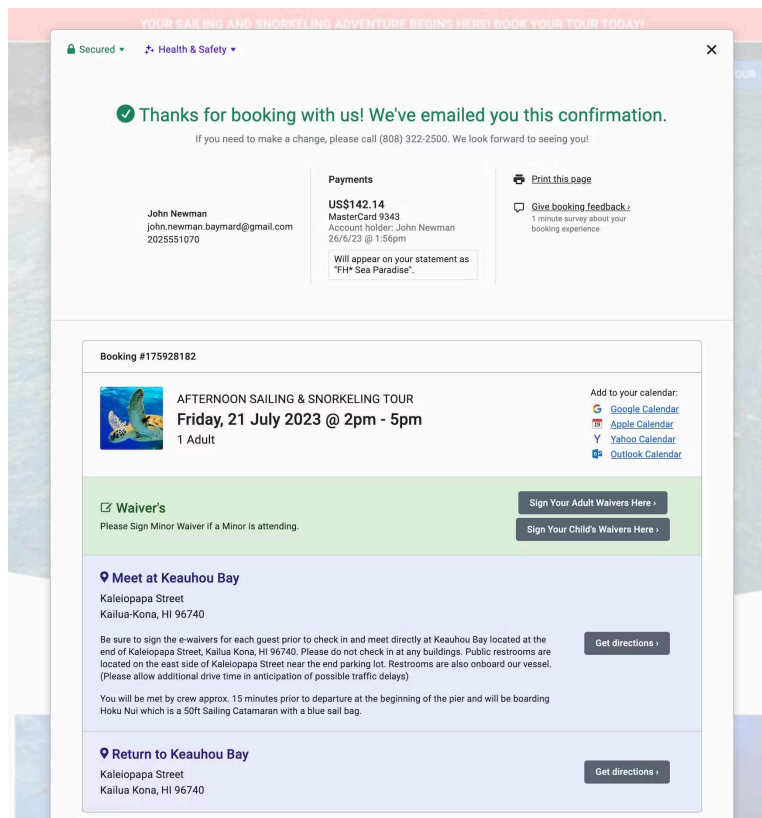 YOUR SAILING AND SNORKELING ADVENTURE BEGINS HERE! BOOK YOUR TOUR TODAY!
Secured
Health & Safety
OUR
Thanks for booking with us! We've emailed you this confirmation.
If you need to make a change, please call (808) 322-2500. We look forward to seeing you!
John Newman
john.newman.baymard@gmail.com
2025551070
Payments
US$142.14
MasterCard 9343
Account holder: John Newman
26/6/23 @ 1:56pm
Will appear on your statement as
"FH* Sea Paradise".
Print this page
Give booking feedback ›
1 minute survey about your
booking experience
Booking #175928182
AFTERNOON SAILING & SNORKELING TOUR
Friday, 21 July 2023 @ 2pm - 5pm
1 Adult
Add to your calendar:
Google Calendar
Apple Calendar
Yahoo Calendar
Outlook Calendar
Waiver's
Please Sign Minor Waiver if a Minor is attending.
Sign Your Adult Waivers Here ›
Sign Your Child's Waivers Here ›
Meet at Keauhou Bay
Kaleiopapa Street
Kailua-Kona, HI 96740
Be sure to sign the e-waivers for each guest prior to check in and meet directly at Keauhou Bay located at the
end of Kaleiopapa Street, Kailua Kona, HI 96740. Please do not check in at any buildings. Public restrooms are
located on the east side of Kaleiopapa Street near the end parking lot. Restrooms are also onboard our vessel.
(Please allow additional drive time in anticipation of possible traffic delays)
Get directions ›
You will be met by crew approx. 15 minutes prior to departure at the beginning of the pier and will be boarding
Hoku Nui which is a 50ft Sailing Catamaran with a blue sail bag.
Return to Keauhou Bay
Kaleiopapa Street
Kailua Kona, HI 96740
Get directions ›